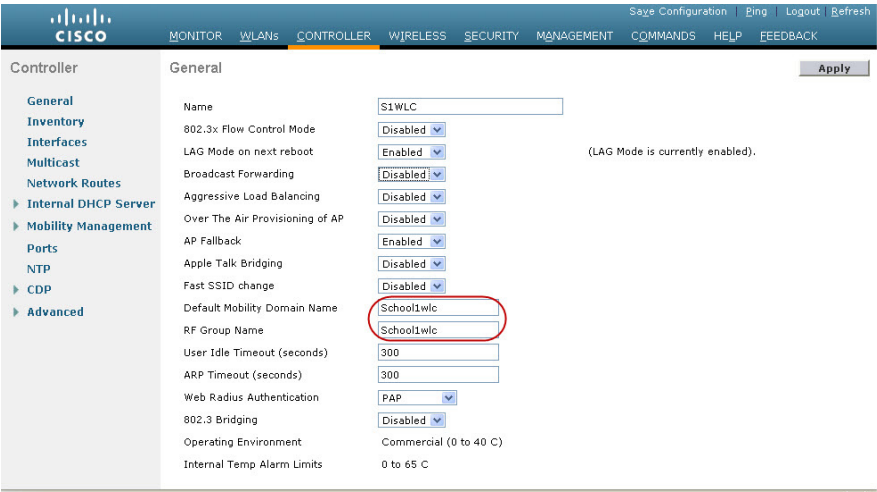 Save Configuration | Ping | Logout | Refresh
CISCO
MONITOR WLANs CONTROLLER WIRELESS SECURITY MANAGEMENT COMMANDS HELP FEEDBACK
Controller
General
Inventory
Interfaces
Multicast
Network Routes
Internal DHCP Server
Mobility Management
Ports
NTP
CDP
Advanced
General
Apply
Name S1WLC
802.3x Flow Control Mode Disabled
LAG Mode on next reboot Enabled (LAG Mode is currently enabled).
Broadcast Forwarding Disabled
Aggressive Load Balancing Disabled
Over The Air Provisioning of AP Disabled
AP Fallback Enabled
Apple Talk Bridging Disabled
Fast SSID change Disabled
Default Mobility Domain Name School1wlc
RF Group Name School1wlc
User Idle Timeout (seconds) 300
ARP Timeout (seconds) 300
Web Radius Authentication PAP
802.3 Bridging Disabled
Operating Environment Commercial (0 to 40 C)
Internal Temp Alarm Limits 0 to 65 C